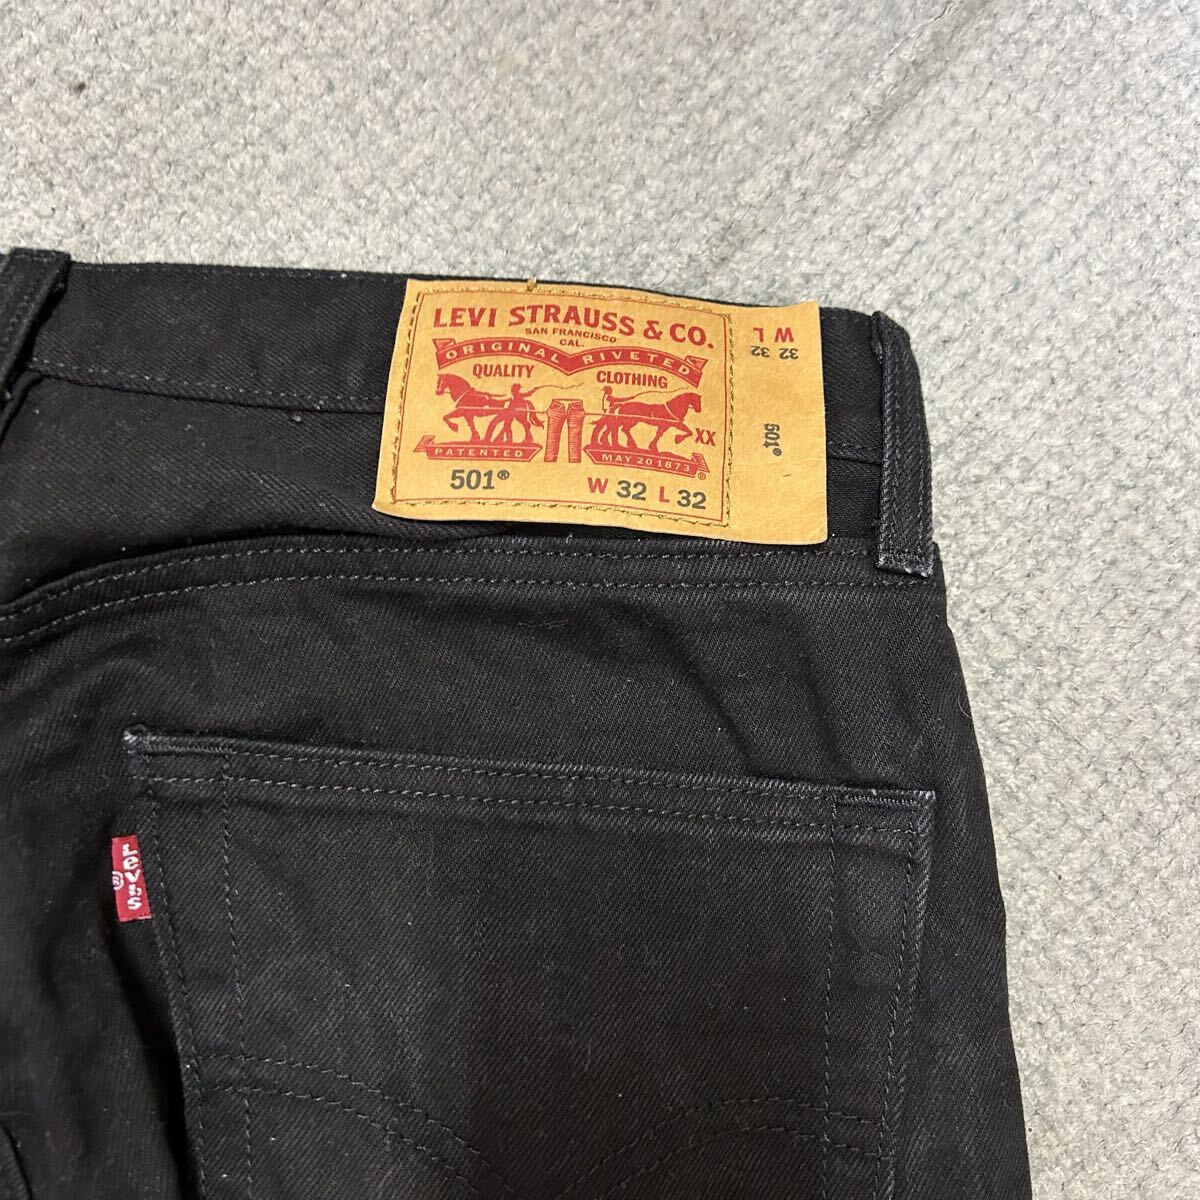 LEVI STRAUSS & CO.
SAN FRANCISCO
CAL.
ORIGINAL RIVETED
QUALITY CLOTHING
XX
PATENTED MAY 20 1873 ®
501® W 32 L 32
W L
32 32
501®
Levi's
®